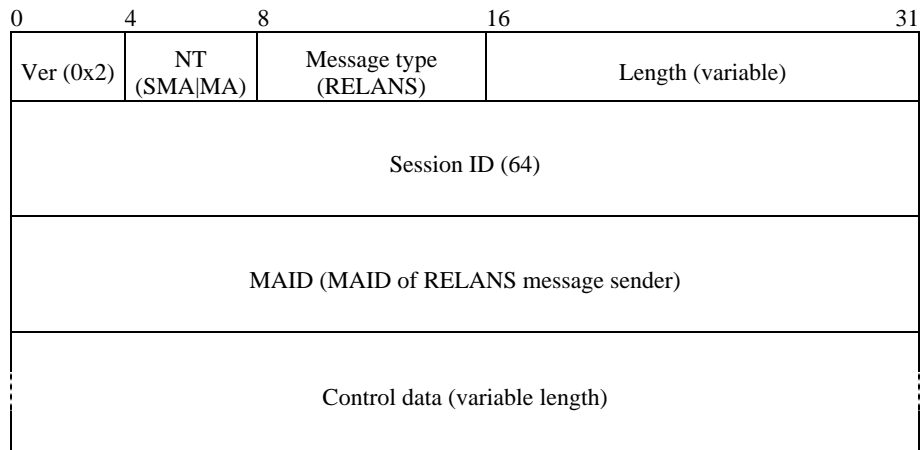 0 4 8 16 31
Ver (0x2) NT (SMA|MA) Message type (RELANS) Length (variable)
Session ID (64)
MAID (MAID of RELANS message sender)
Control data (variable length)